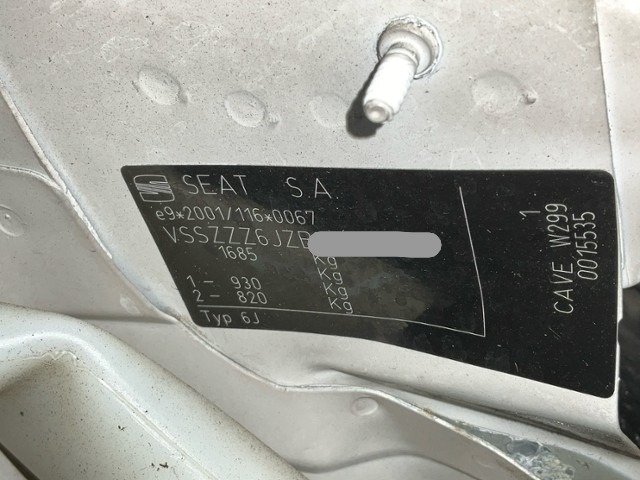 SEAT S.A
e9*2001/116*0067
VSSZZZ6JZ
1685 Kg
Kg
1 – 930 Kg
2 – 820 Kg
Typ 6J
1
CAVE W299
0015535